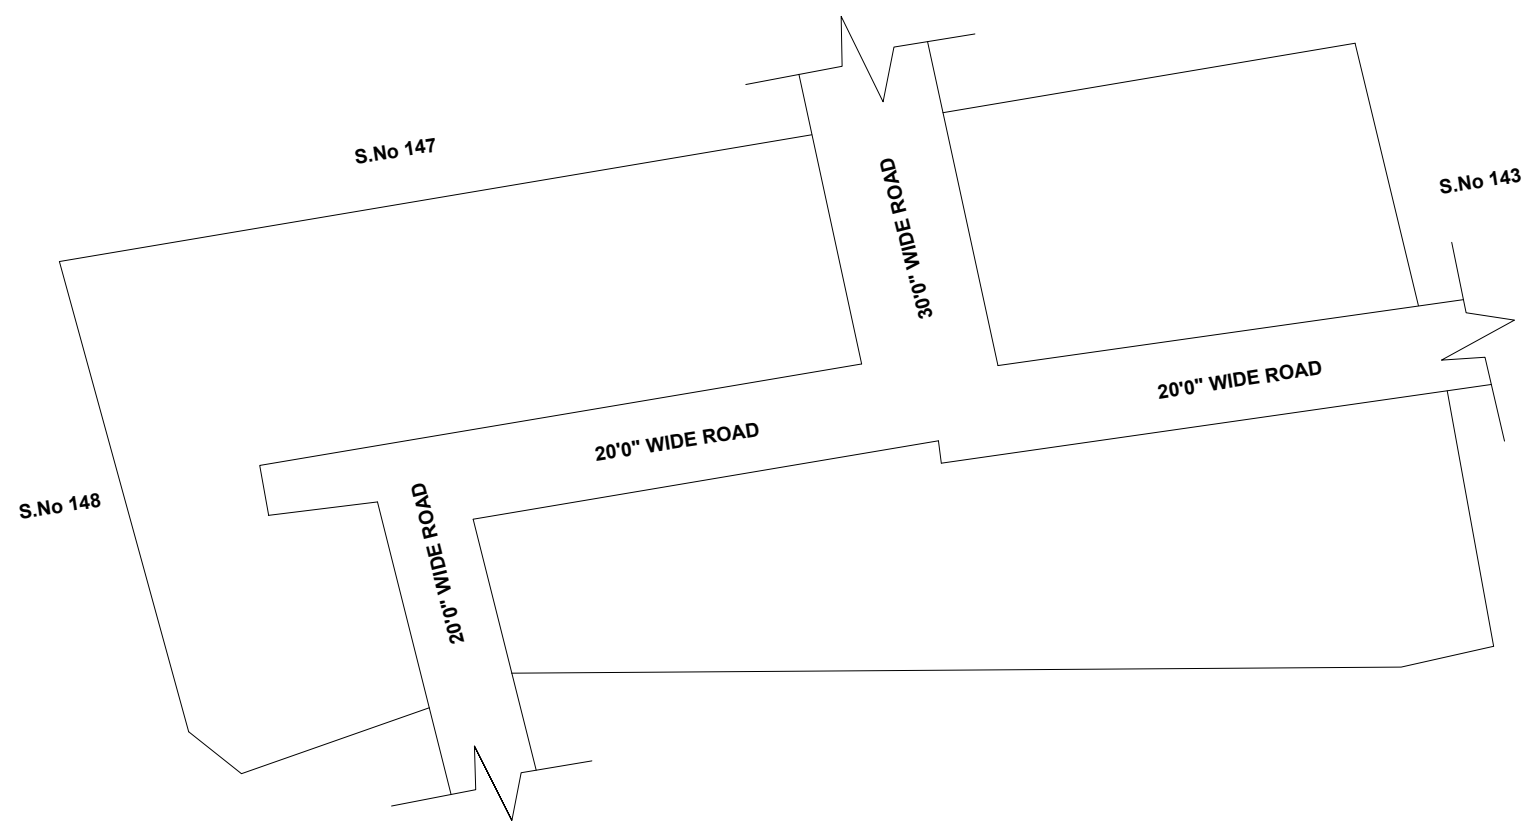 S.No 147
30'0" WIDE ROAD
S.No 143
20'0" WIDE ROAD
20'0" WIDE ROAD
S.No 148
20'0" WIDE ROAD